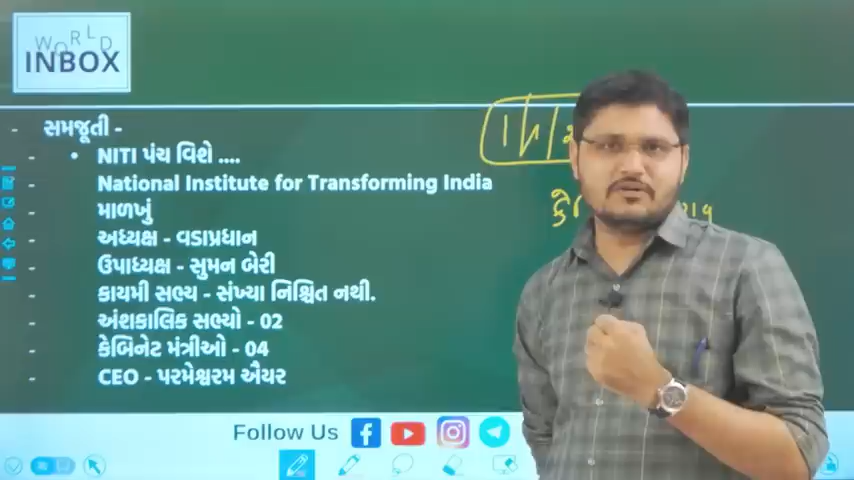 WORLD
INBOX
- સમજૂતી -
- • NITI પંચ વિશે ....
- National Institute for Transforming India
- માળખું
- અધ્યક્ષ - વડાપ્રધાન
- ઉપાધ્યક્ષ - સુમન બેરી
- કાયમી સભ્ય - સંખ્યા નિશ્ચિત નથી.
- અંશકાલિક સભ્યો - 02
- કેબિનેટ મંત્રીઓ - 04
- CEO - પરમેશ્વરમ ઐયર
Follow Us